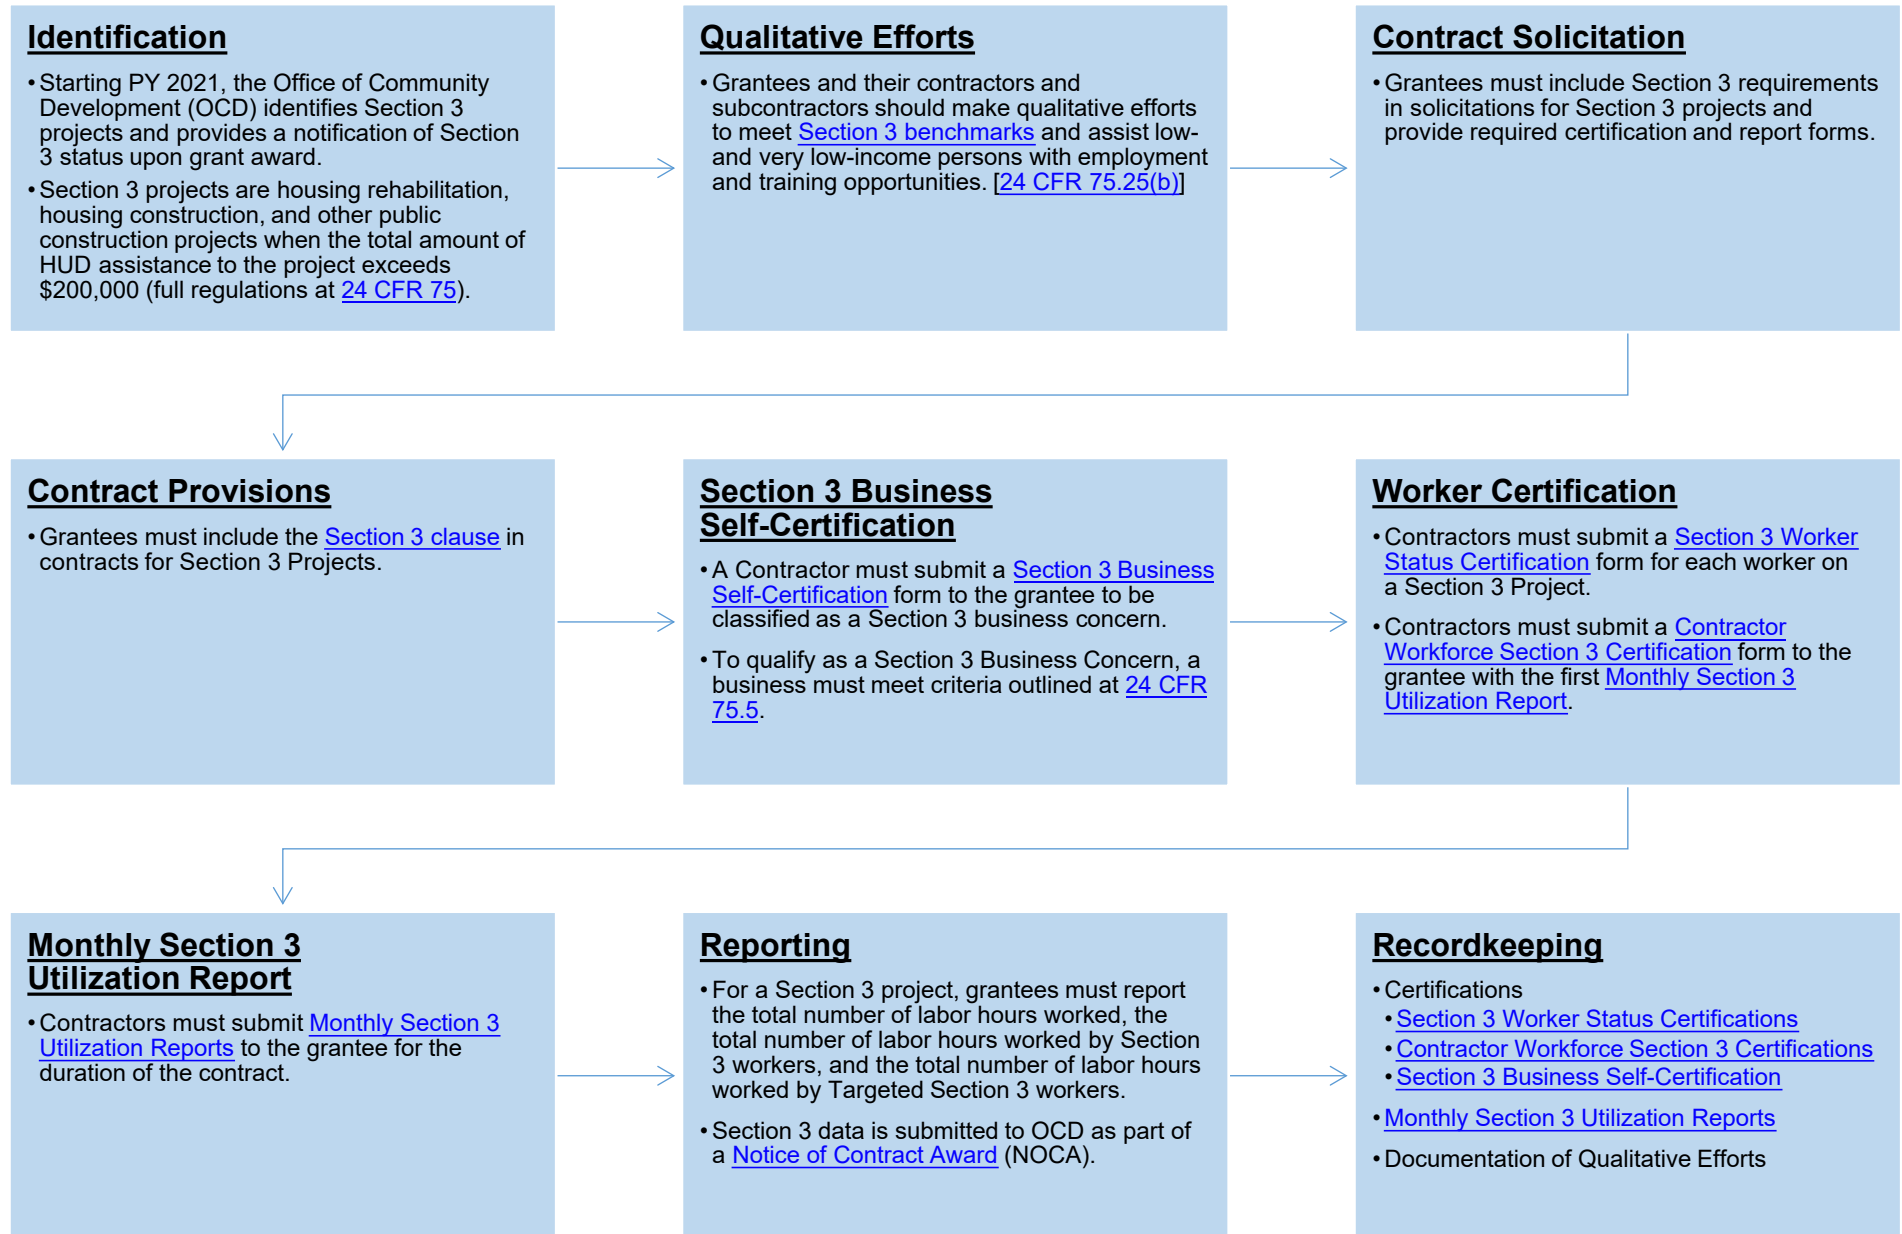 Identification
• Starting PY 2021, the Office of Community
Development (OCD) identifies Section 3
projects and provides a notification of Section
3 status upon grant award.
• Section 3 projects are housing rehabilitation,
housing construction, and other public
construction projects when the total amount of
HUD assistance to the project exceeds
$200,000 (full regulations at 24 CFR 75).
Qualitative Efforts
• Grantees and their contractors and
subcontractors should make qualitative efforts
to meet Section 3 benchmarks and assist low-
and very low-income persons with employment
and training opportunities. [24 CFR 75.25(b)]
Contract Solicitation
• Grantees must include Section 3 requirements
in solicitations for Section 3 projects and
provide required certification and report forms.
Contract Provisions
• Grantees must include the Section 3 clause in
contracts for Section 3 Projects.
Section 3 Business
Self-Certification
• A Contractor must submit a Section 3 Business
Self-Certification form to the grantee to be
classified as a Section 3 business concern.
• To qualify as a Section 3 Business Concern, a
business must meet criteria outlined at 24 CFR
75.5.
Worker Certification
• Contractors must submit a Section 3 Worker
Status Certification form for each worker on
a Section 3 Project.
• Contractors must submit a Contractor
Workforce Section 3 Certification form to the
grantee with the first Monthly Section 3
Utilization Report.
Monthly Section 3
Utilization Report
• Contractors must submit Monthly Section 3
Utilization Reports to the grantee for the
duration of the contract.
Reporting
• For a Section 3 project, grantees must report
the total number of labor hours worked, the
total number of labor hours worked by Section
3 workers, and the total number of labor hours
worked by Targeted Section 3 workers.
• Section 3 data is submitted to OCD as part of
a Notice of Contract Award (NOCA).
Recordkeeping
• Certifications
• Section 3 Worker Status Certifications
• Contractor Workforce Section 3 Certifications
• Section 3 Business Self-Certification
• Monthly Section 3 Utilization Reports
• Documentation of Qualitative Efforts